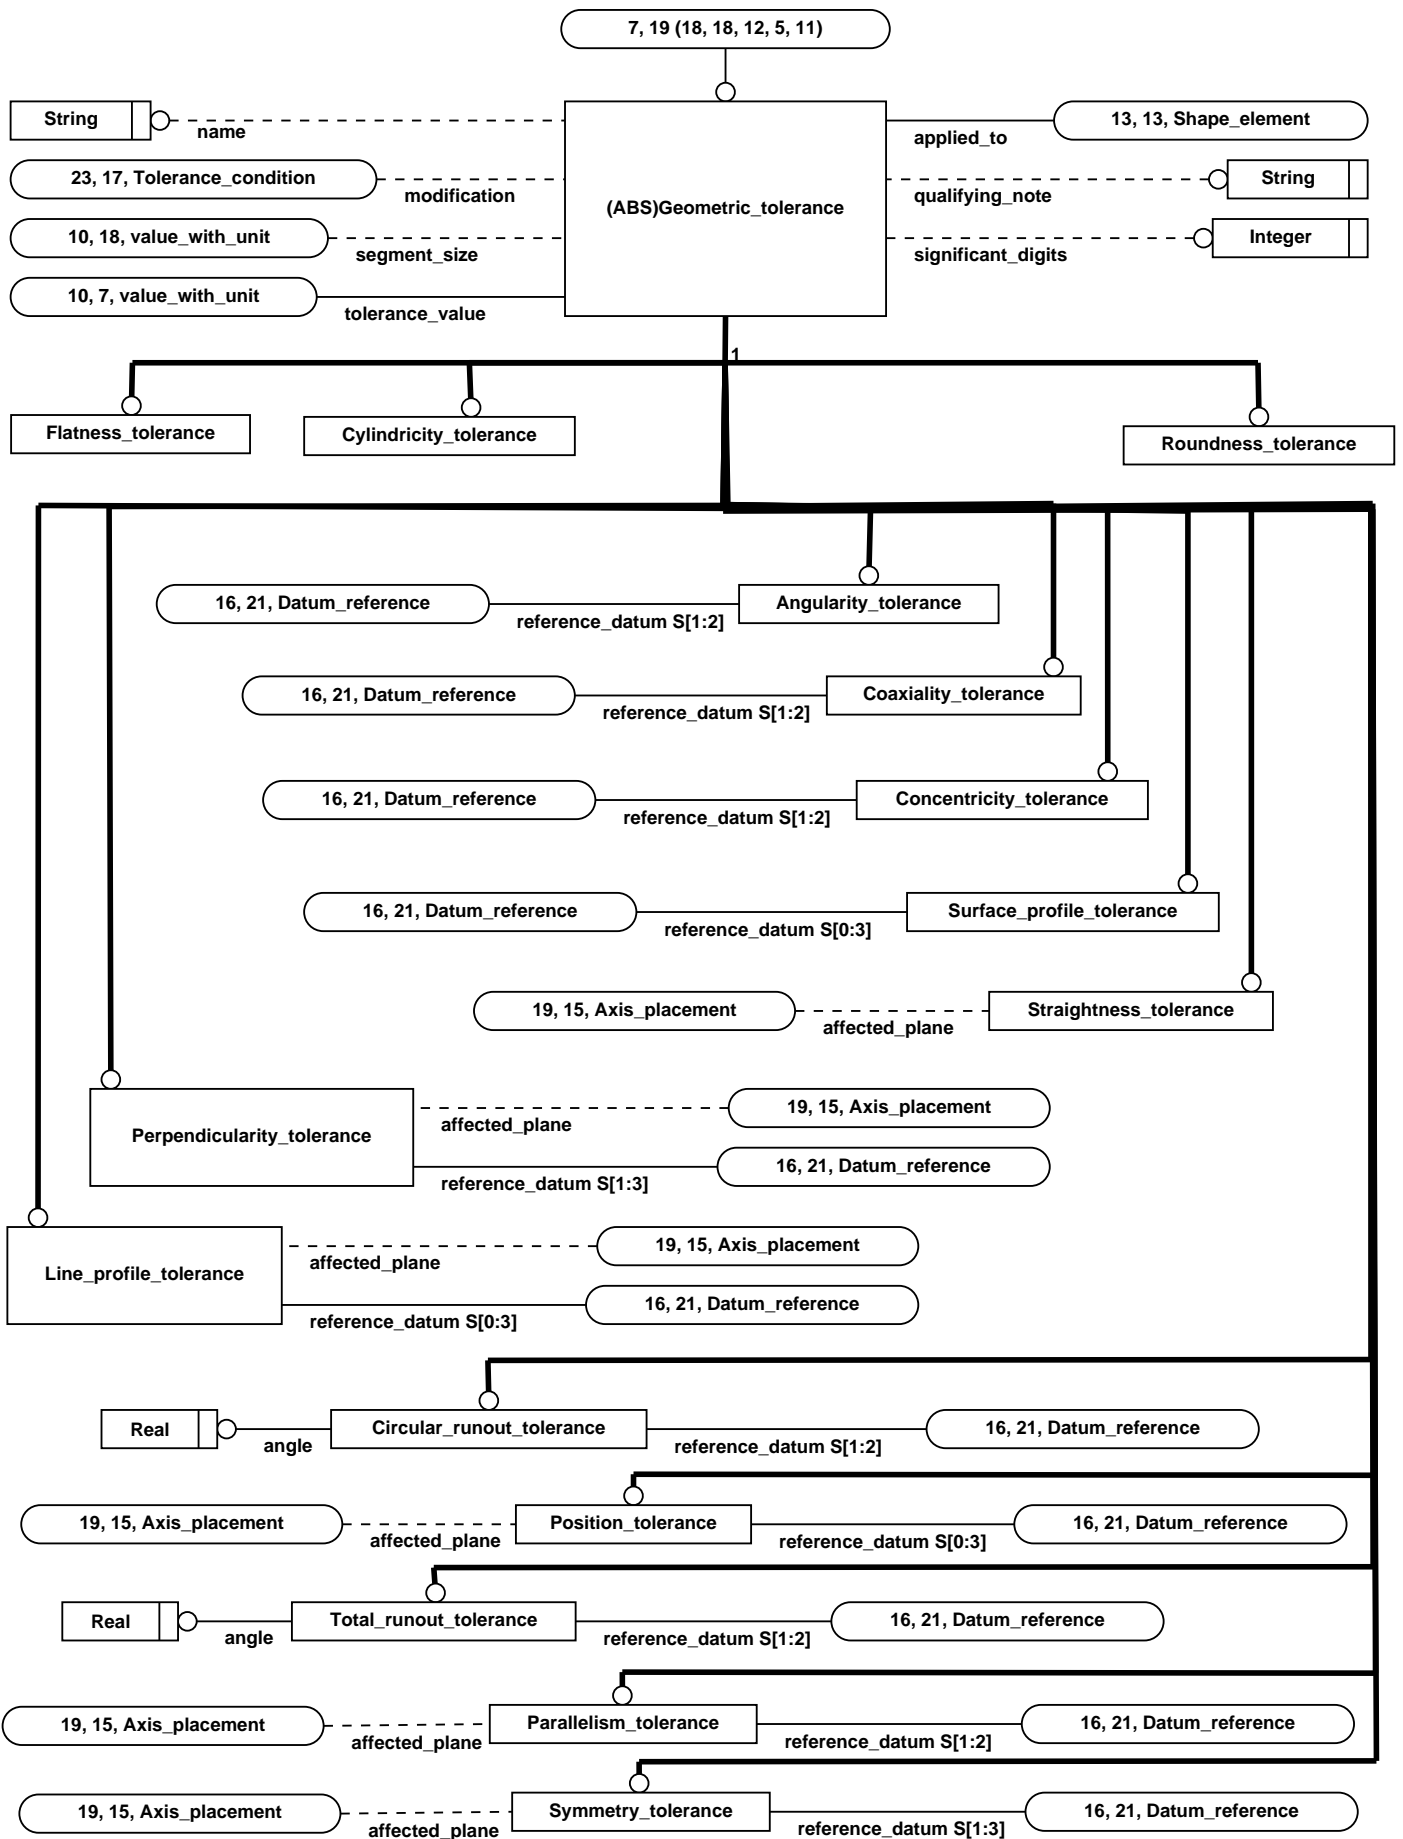 7, 19 (18, 18, 12, 5, 11)
String
name
13, 13, Shape_element
applied_to
23, 17, Tolerance_condition
modification
String
qualifying_note
(ABS)Geometric_tolerance
10, 18, value_with_unit
segment_size
Integer
significant_digits
10, 7, value_with_unit
tolerance_value
1
Flatness_tolerance
Cylindricity_tolerance
Roundness_tolerance
16, 21, Datum_reference
reference_datum S[1:2]
Angularity_tolerance
16, 21, Datum_reference
reference_datum S[1:2]
Coaxiality_tolerance
16, 21, Datum_reference
reference_datum S[1:2]
Concentricity_tolerance
16, 21, Datum_reference
reference_datum S[0:3]
Surface_profile_tolerance
19, 15, Axis_placement
affected_plane
Straightness_tolerance
Perpendicularity_tolerance
affected_plane
19, 15, Axis_placement
reference_datum S[1:3]
16, 21, Datum_reference
Line_profile_tolerance
affected_plane
19, 15, Axis_placement
reference_datum S[0:3]
16, 21, Datum_reference
Real
angle
Circular_runout_tolerance
reference_datum S[1:2]
16, 21, Datum_reference
19, 15, Axis_placement
affected_plane
Position_tolerance
reference_datum S[0:3]
16, 21, Datum_reference
Real
angle
Total_runout_tolerance
reference_datum S[1:2]
16, 21, Datum_reference
19, 15, Axis_placement
affected_plane
Parallelism_tolerance
reference_datum S[1:2]
16, 21, Datum_reference
19, 15, Axis_placement
affected_plane
Symmetry_tolerance
reference_datum S[1:3]
16, 21, Datum_reference